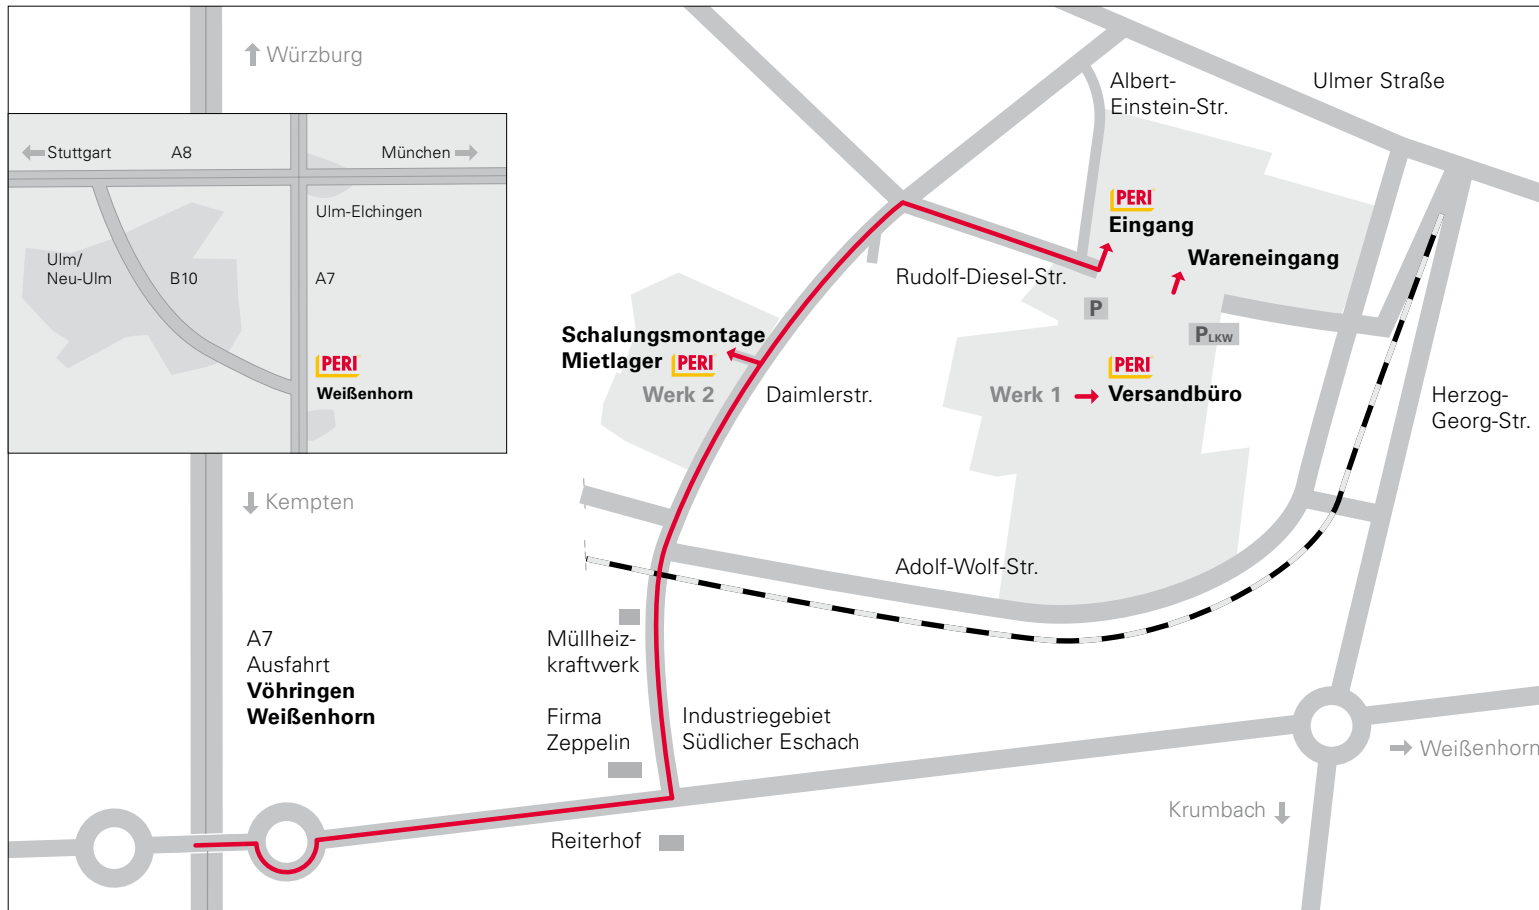 Würzburg
Stuttgart
A8
München
Ulm-Elchingen
Ulm/
Neu-Ulm
B10
A7
PERI
Weißenhorn
Kempten
A7
Ausfahrt
Vöhringen
Weißenhorn
Albert-
Einstein-Str.
Ulmer Straße
PERI
Eingang
Wareneingang
Rudolf-Diesel-Str.
P
PLKW
Schalungsmontage
Mietlager PERI
Werk 2
Daimlerstr.
PERI
Werk 1
Versandbüro
Herzog-
Georg-Str.
Adolf-Wolf-Str.
Müllheiz-
kraftwerk
Firma
Zeppelin
Industriegebiet
Südlicher Eschach
Weißenhorn
Krumbach
Reiterhof